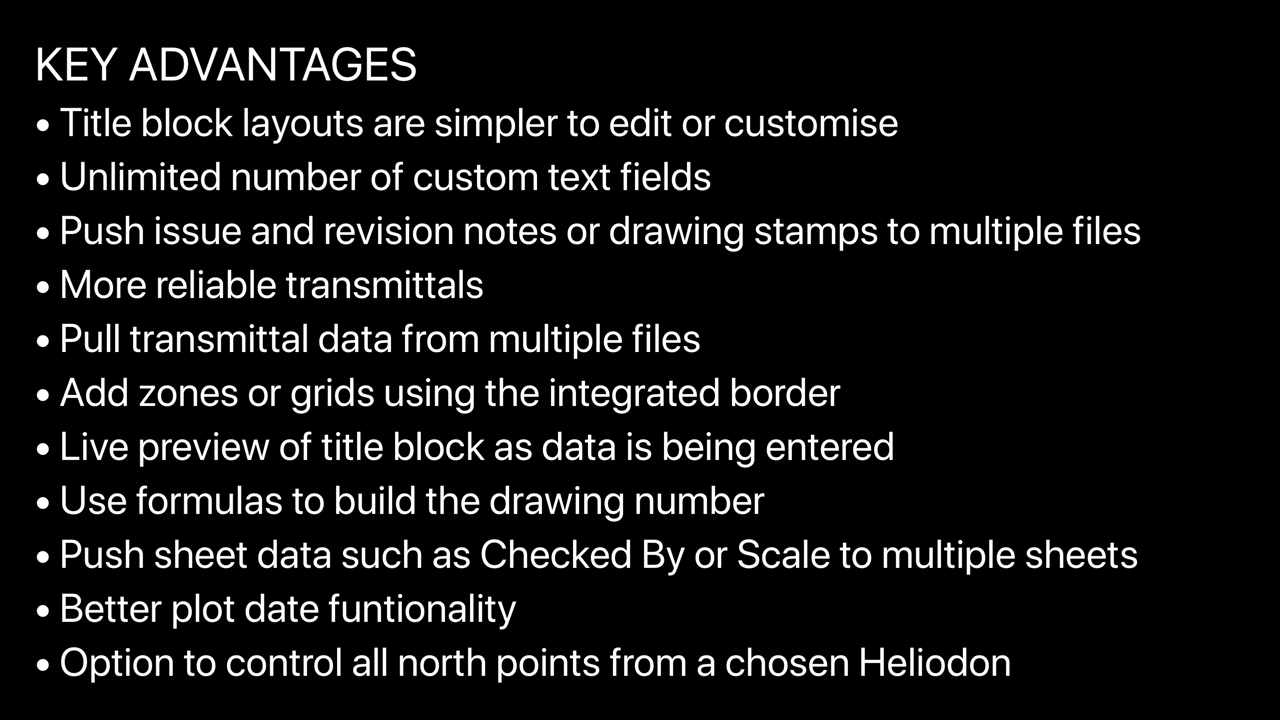 KEY ADVANTAGES
• Title block layouts are simpler to edit or customise
• Unlimited number of custom text fields
• Push issue and revision notes or drawing stamps to multiple files
• More reliable transmittals
• Pull transmittal data from multiple files
• Add zones or grids using the integrated border
• Live preview of title block as data is being entered
• Use formulas to build the drawing number
• Push sheet data such as Checked By or Scale to multiple sheets
• Better plot date funtionality
• Option to control all north points from a chosen Heliodon